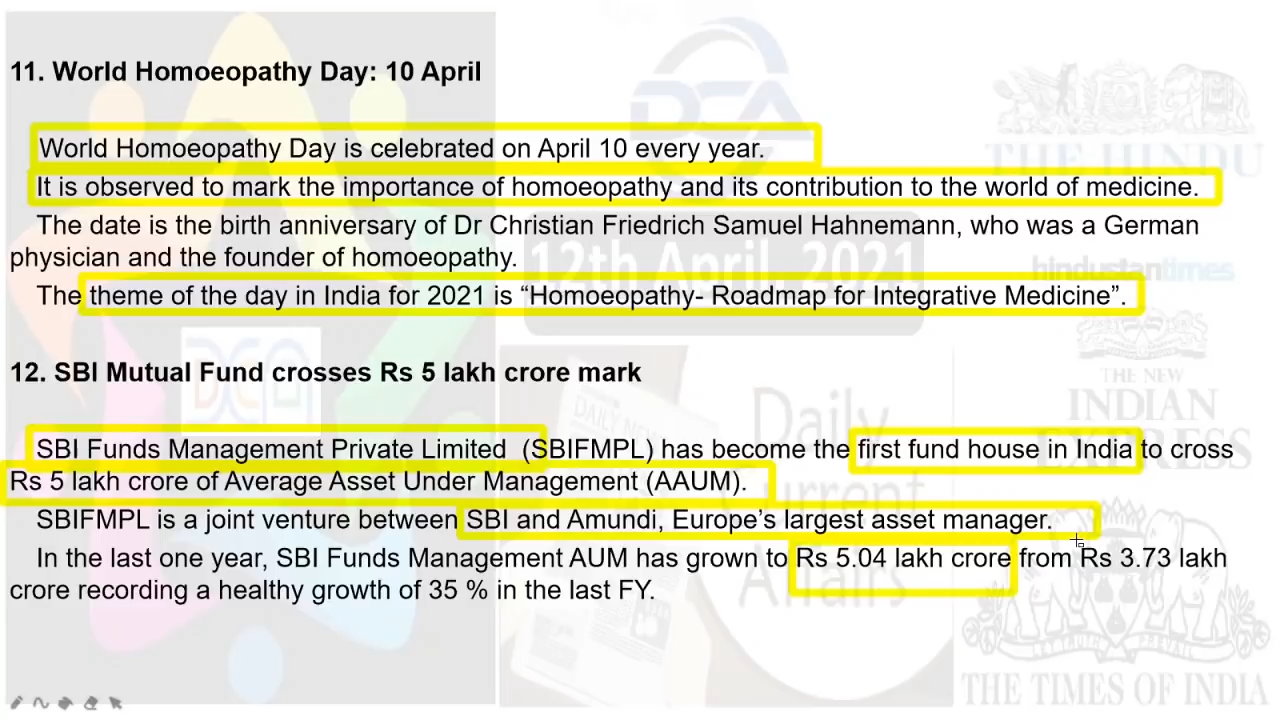 11. World Homoeopathy Day: 10 April
World Homoeopathy Day is celebrated on April 10 every year.
It is observed to mark the importance of homoeopathy and its contribution to the world of medicine.
The date is the birth anniversary of Dr Christian Friedrich Samuel Hahnemann, who was a German
physician and the founder of homoeopathy.
The theme of the day in India for 2021 is “Homoeopathy- Roadmap for Integrative Medicine”.
12. SBI Mutual Fund crosses Rs 5 lakh crore mark
SBI Funds Management Private Limited (SBIFMPL) has become the first fund house in India to cross
Rs 5 lakh crore of Average Asset Under Management (AAUM).
SBIFMPL is a joint venture between SBI and Amundi, Europe’s largest asset manager.
In the last one year, SBI Funds Management AUM has grown to Rs 5.04 lakh crore from Rs 3.73 lakh
crore recording a healthy growth of 35 % in the last FY.
DCA
THE HINDU
12th April, 2021
hindustantimes
DCA
DAILY NEWS
Daily
Current
Affairs
THE NEW
INDIAN
EXPRESS
THE TIMES OF INDIA